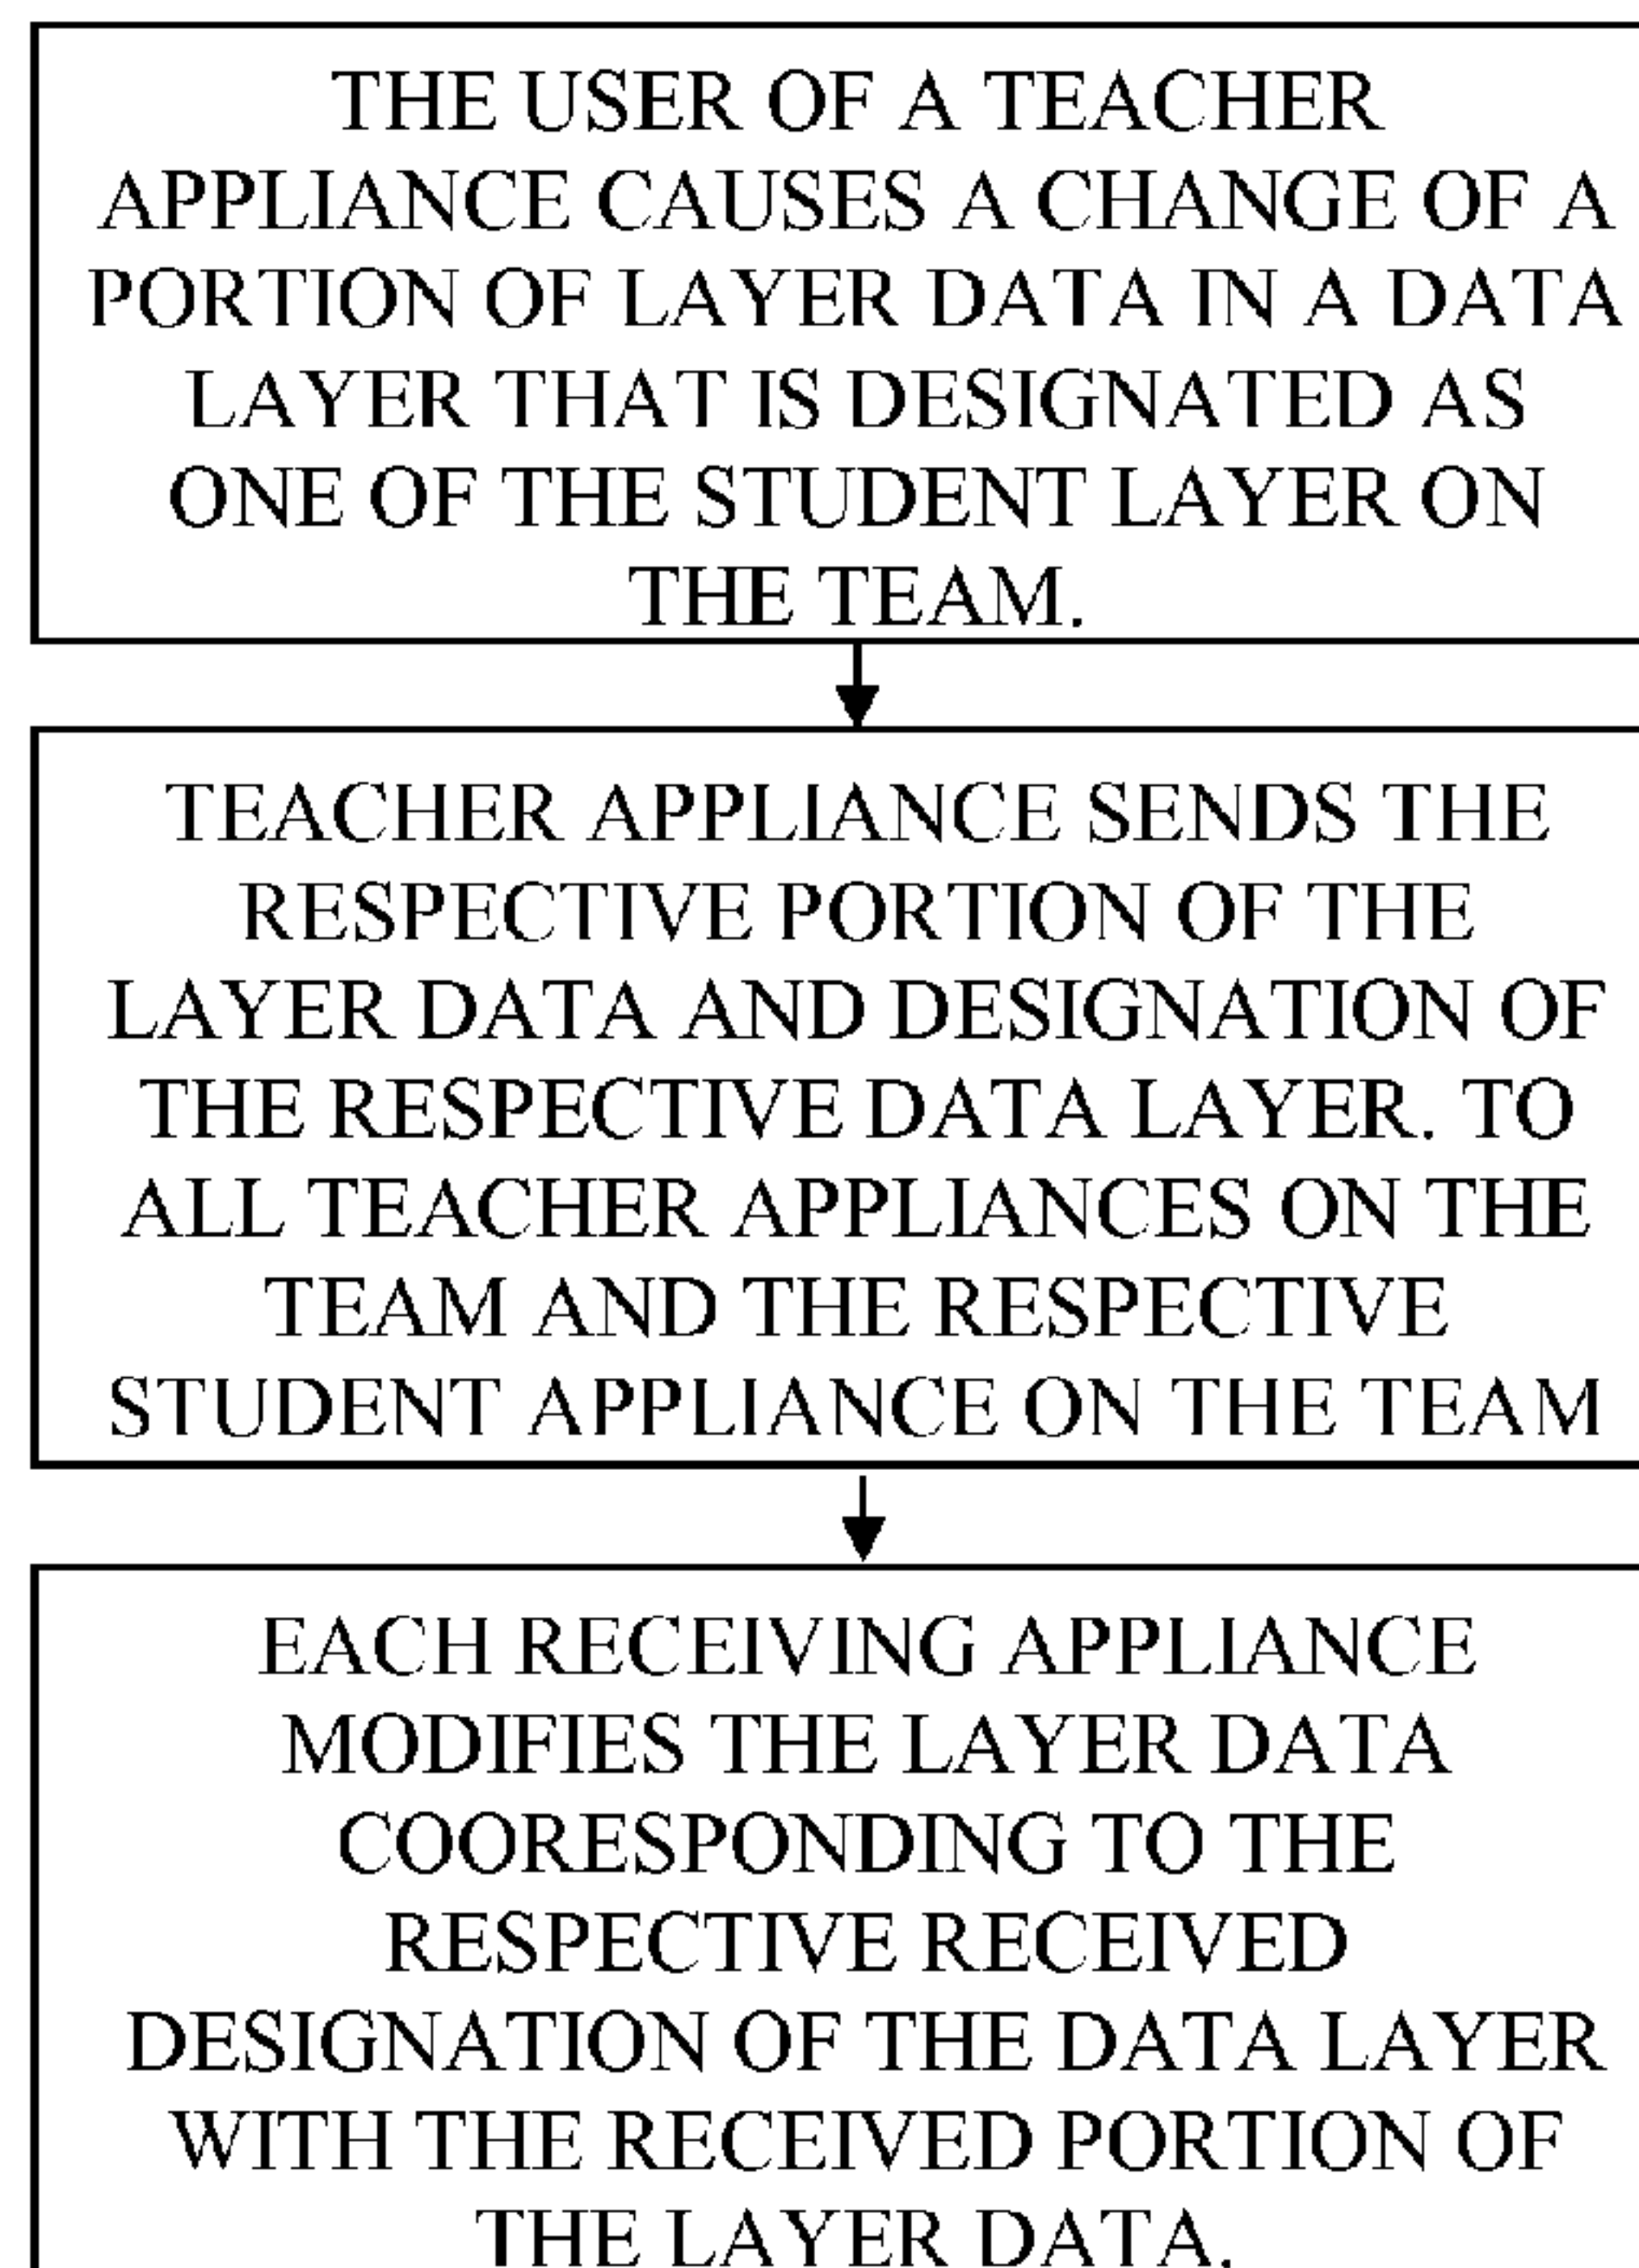 THE USER OF A TEACHER
APPLIANCE CAUSES A CHANGE OF A
PORTION OF LAYER DATA IN A DATA
LAYER THAT IS DESIGNATED AS
ONE OF THE STUDENT LAYER ON
THE TEAM.
TEACHER APPLIANCE SENDS THE
RESPECTIVE PORTION OF THE
LAYER DATA AND DESIGNATION OF
THE RESPECTIVE DATA LAYER. TO
ALL TEACHER APPLIANCES ON THE
TEAM AND THE RESPECTIVE
STUDENT APPLIANCE ON THE TEAM
EACH RECEIVING APPLIANCE
MODIFIES THE LAYER DATA
COORESPONDING TO THE
RESPECTIVE RECEIVED
DESIGNATION OF THE DATA LAYER
WITH THE RECEIVED PORTION OF
THE LAYER DATA.